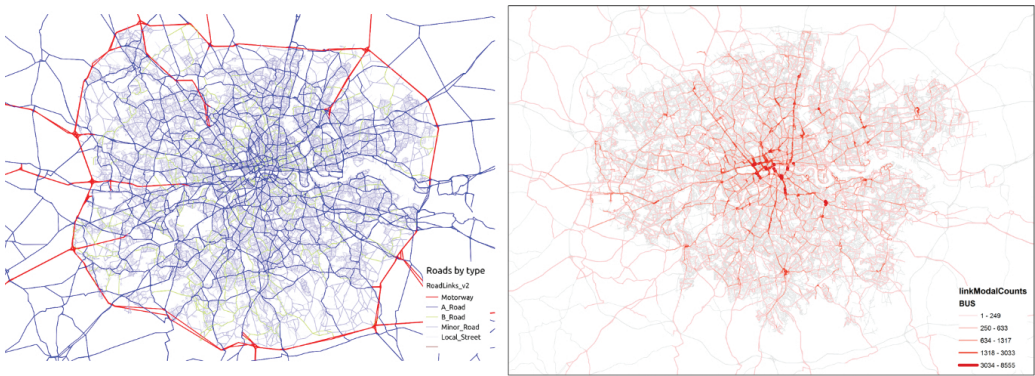 Roads by type
RoadLinks_v2
Motorway
A_Road
B_Road
Minor_Road
Local_Street
linkModalCounts
BUS
1 - 249
250 - 633
634 - 1317
1318 - 3033
3034 - 8555